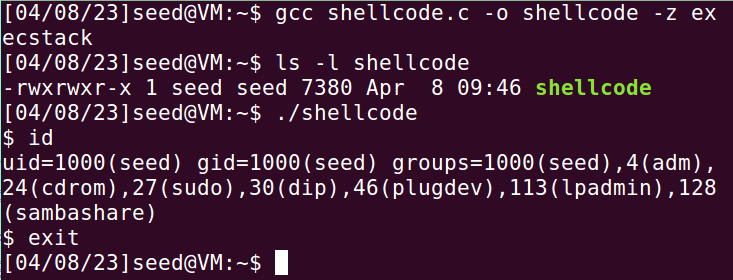 [04/08/23]seed@VM:~$ gcc shellcode.c -o shellcode -z ex
ecstack
[04/08/23]seed@VM:~$ ls -l shellcode
-rwxrwxr-x 1 seed seed 7380 Apr  8 09:46 shellcode
[04/08/23]seed@VM:~$ ./shellcode
$ id
uid=1000(seed) gid=1000(seed) groups=1000(seed),4(adm),
24(cdrom),27(sudo),30(dip),46(plugdev),113(lpadmin),128
(sambashare)
$ exit
[04/08/23]seed@VM:~$